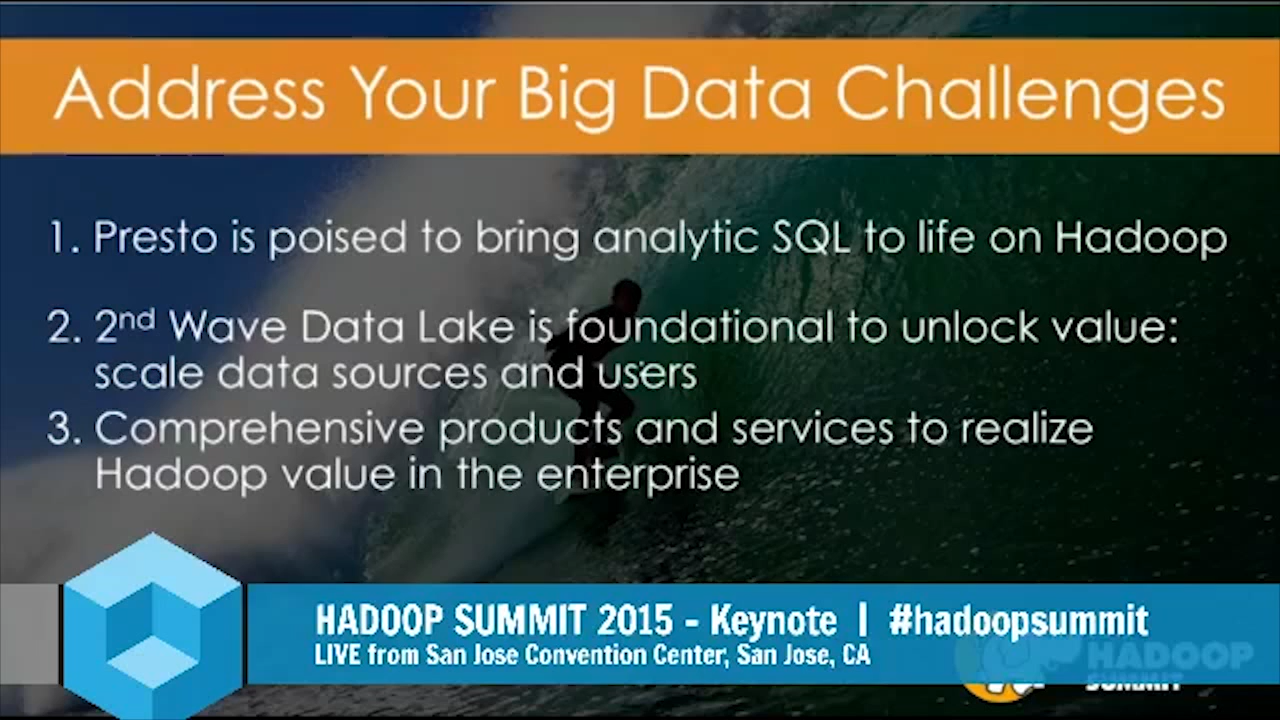 Address Your Big Data Challenges
1. Presto is poised to bring analytic SQL to life on Hadoop
2. 2nd Wave Data Lake is foundational to unlock value:
scale data sources and users
3. Comprehensive products and services to realize
Hadoop value in the enterprise
HADOOP SUMMIT 2015 - Keynote | #hadoopsummit
LIVE from San Jose Convention Center, San Jose, CA
HADOOP
SUMMIT